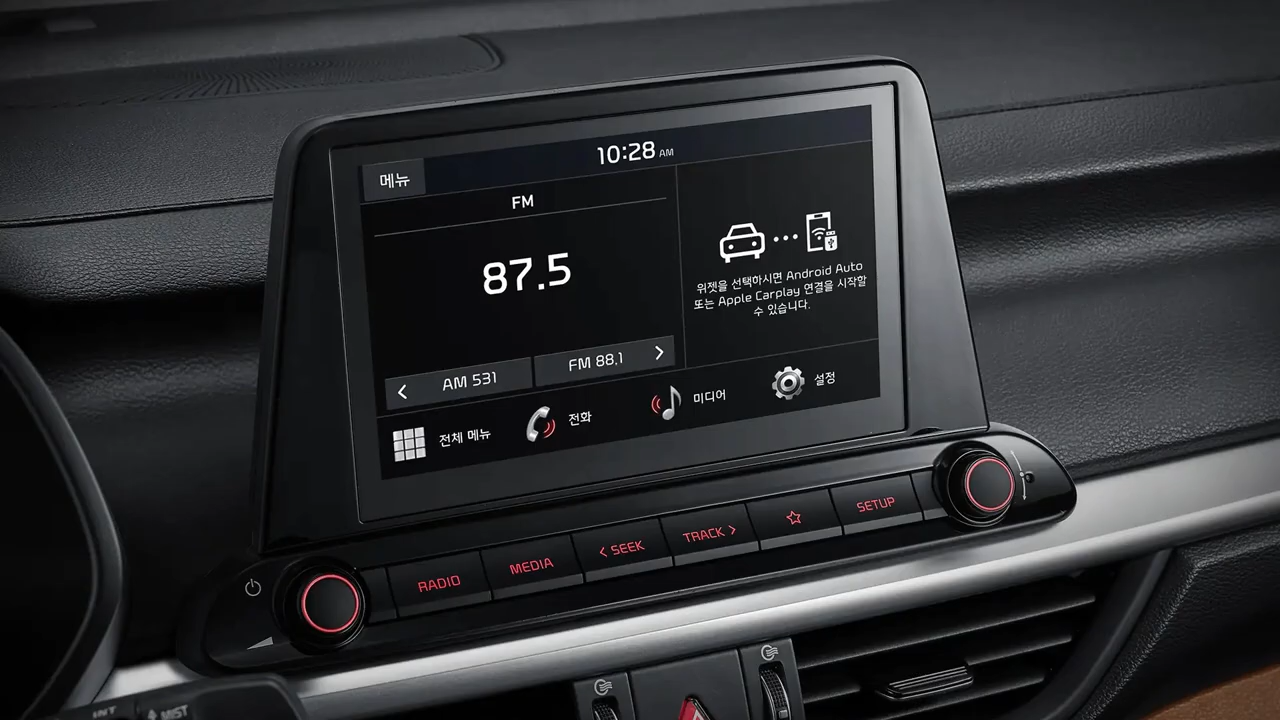 10:28 AM
메뉴
FM
87.5
위젯을 선택하시면 Android Auto
또는 Apple Carplay 연결을 시작할
수 있습니다.
AM 531
FM 88.1
전체 메뉴
전화
미디어
설정
RADIO
MEDIA
< SEEK
TRACK >
SETUP
INT
MIST